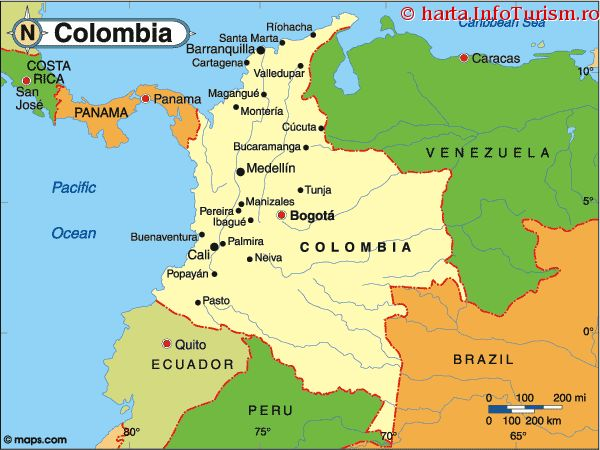 © harta.InfoTurism.ro
N
Colombia
Caribbean Sea
Ríohacha
Santa Marta
Barranquilla
Cartagena
Caracas
COSTA
RICA
San
José
Valledupar
10°
Magangué
Panama
PANAMA
Montería
Cúcuta
Bucaramanga
VENEZUELA
Medellín
Pacific
Ocean
Tunja
Manizales
5°
Pereira
Bogotá
Ibagué
Buenaventura
Palmira
COLOMBIA
Cali
Neiva
Popayán
Pasto
0°
Quito
ECUADOR
BRAZIL
PERU
0 100 200 mi
0 100 200 km
© maps.com
80°
75°
70°
65°